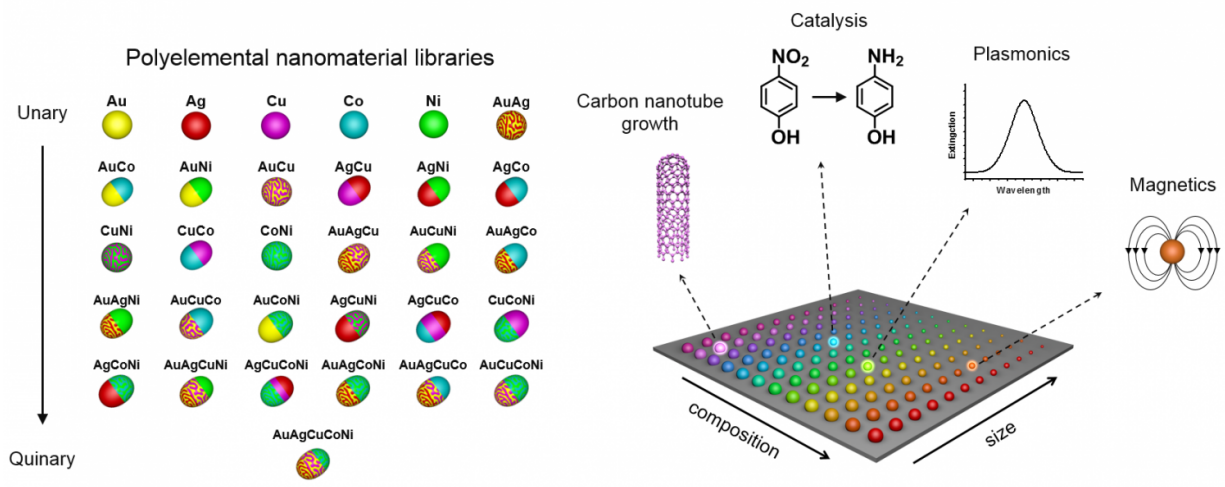 Polyelemental nanomaterial libraries
Unary
Au Ag Cu Co Ni AuAg
AuCo AuNi AuCu AgCu AgNi AgCo
CuNi CuCo CoNi AuAgCu AuCuNi AuAgCo
AuAgNi AuCuCo AuCoNi AgCuNi AgCuCo CuCoNi
AgCoNi AuAgCuNi AgCuCoNi AuAgCoNi AuAgCuCo AuCuCoNi
AuAgCuCoNi
Quinary
Carbon nanotube
growth
Catalysis
NO₂
OH
NH₂
OH
Plasmonics
Extingction
Wavelength
Magnetics
composition
size